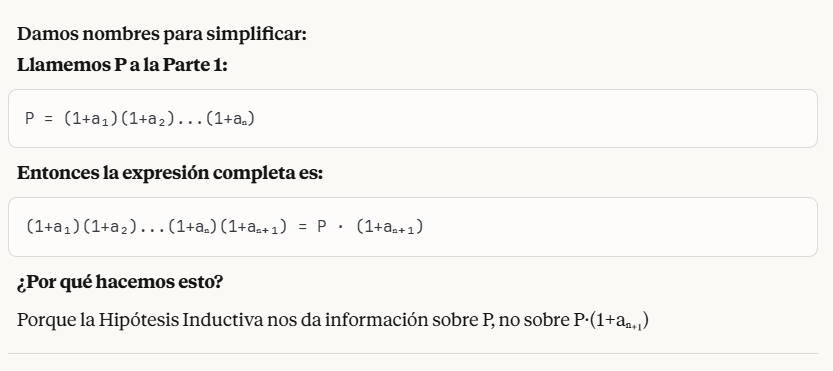 Damos nombres para simplificar:
Llamemos P a la Parte 1:
P = (1+a₁)(1+a₂)...(1+aₙ)
Entonces la expresión completa es:
(1+a₁)(1+a₂)...(1+aₙ)(1+aₙ₊₁) = P · (1+aₙ₊₁)
¿Por qué hacemos esto?
Porque la Hipótesis Inductiva nos da información sobre P, no sobre P·(1+aₙ₊₁)